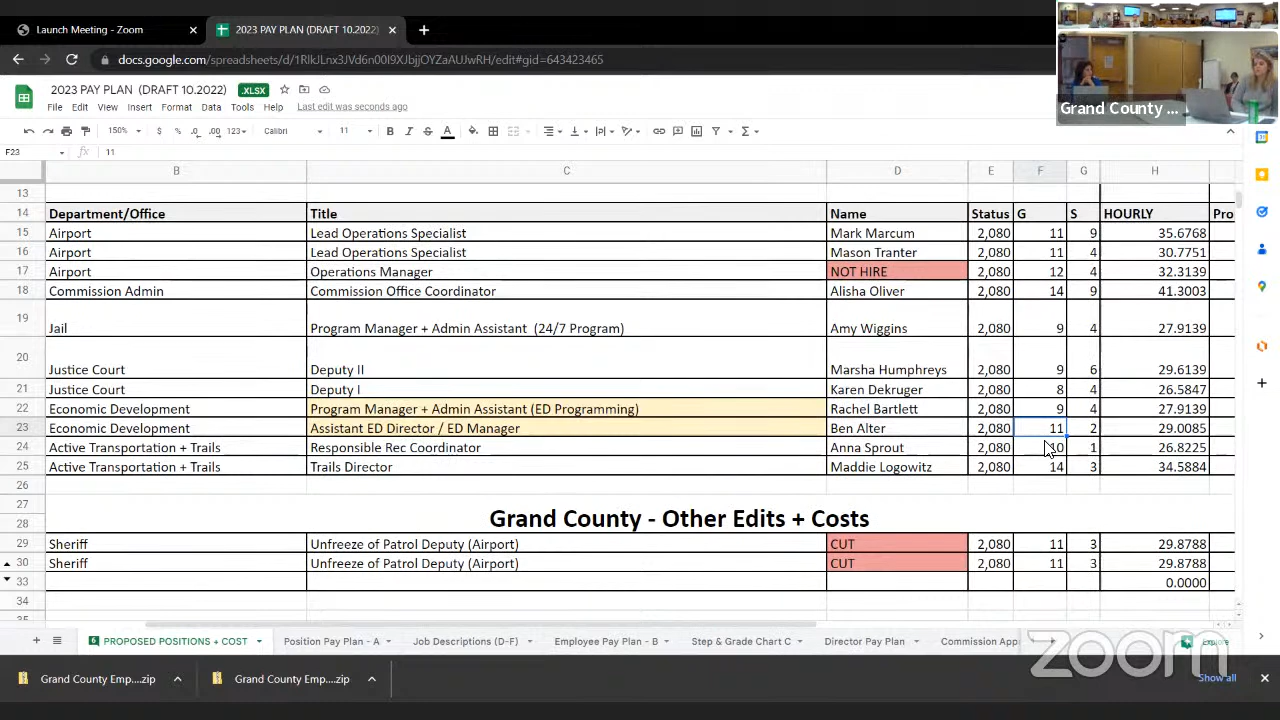 Launch Meeting - Zoom
2023 PAY PLAN (DRAFT 10.2022)
docs.google.com/spreadsheets/d/
2023 PAY PLAN (DRAFT 10.2022) .XLSX
File Edit View Insert Format Data Tools Help Last edit was seconds ago
150% $ % .0 .00 123 Calibri 11 B I S A
F23 fx 11
B C D E F G H
13
14 Department/Office Title Name Status G S HOURLY Pro
15 Airport Lead Operations Specialist Mark Marcum 2,080 11 9 35.6768
16 Airport Lead Operations Specialist Mason Tranter 2,080 11 4 30.7751
17 Airport Operations Manager NOT HIRE 2,080 12 4 32.3139
18 Commission Admin Commission Office Coordinator Alisha Oliver 2,080 14 9 41.3003
19 Jail Program Manager + Admin Assistant (24/7 Program) Amy Wiggins 2,080 9 4 27.9139
20 Justice Court Deputy II Marsha Humphreys 2,080 9 6 29.6139
21 Justice Court Deputy I Karen Dekruger 2,080 8 4 26.5847
22 Economic Development Program Manager + Admin Assistant (ED Programming) Rachel Bartlett 2,080 9 4 27.9139
23 Economic Development Assistant ED Director / ED Manager Ben Alter 2,080 11 2 29.0085
24 Active Transportation + Trails Responsible Rec Coordinator Anna Sprout 2,080 10 1 26.8225
25 Active Transportation + Trails Trails Director Maddie Logowitz 2,080 14 3 34.5884
26
27
28 Grand County - Other Edits + Costs
29 Sheriff Unfreeze of Patrol Deputy (Airport) CUT 2,080 11 3 29.8788
30 Sheriff Unfreeze of Patrol Deputy (Airport) CUT 2,080 11 3 29.8788
33 0.0000
34
6 PROPOSED POSITIONS + COST Position Pay Plan - A Job Descriptions (D-F) Employee Pay Plan - B Step & Grade Chart C Director Pay Plan Commission App Explore
zoom
Grand County Emp....zip Grand County Emp....zip Show all
Grand County ...